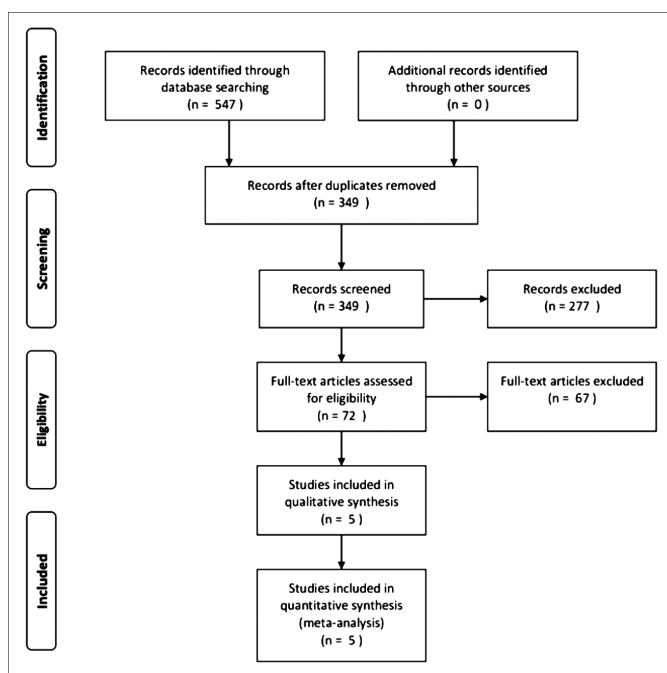 Identification
Records identified through
database searching
(n = 547 )
Additional records identified
through other sources
(n = 0 )
Records after duplicates removed
(n = 349 )
Screening
Records screened
(n = 349 )
Records excluded
(n = 277 )
Eligibility
Full-text articles assessed
for eligibility
(n = 72 )
Full-text articles excluded
(n = 67 )
Studies included in
qualitative synthesis
(n = 5 )
Included
Studies included in
quantitative synthesis
(meta-analysis)
(n = 5 )